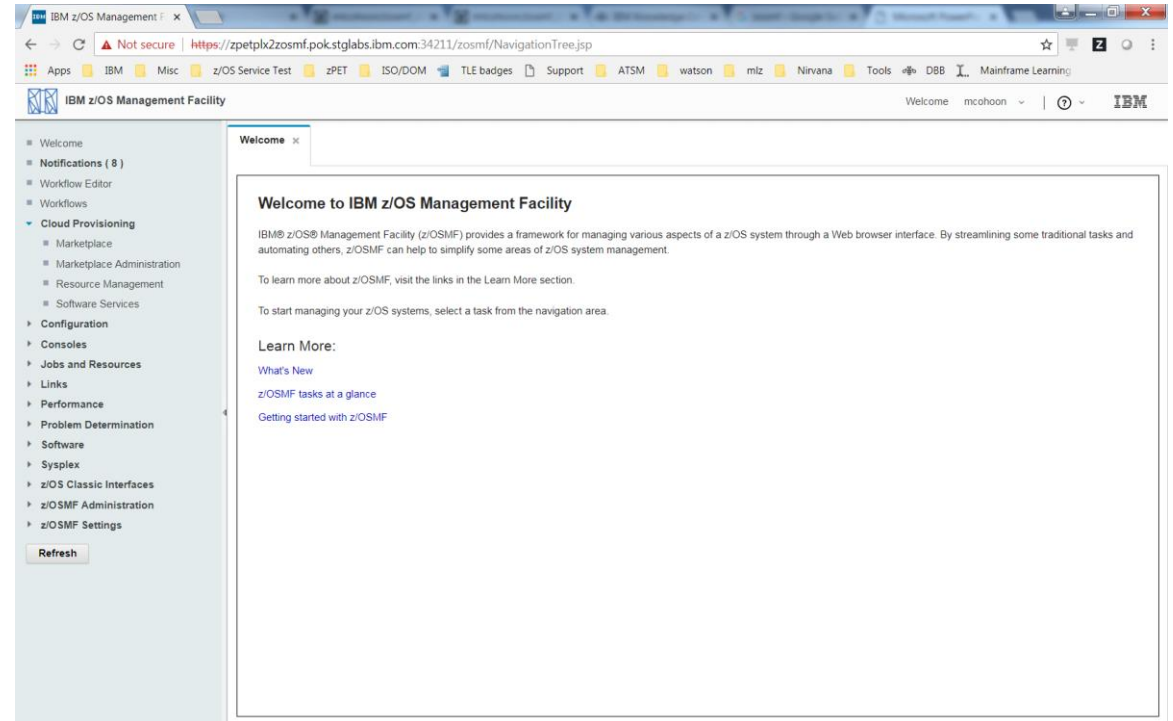 IBM z/OS Management F
Not secure | https://zpetplx2zosmf.pok.stglabs.ibm.com:34211/zosmf/NavigationTree.jsp
Apps IBM Misc z/OS Service Test zPET ISO/DOM TLE badges Support ATSM watson mlz Nirvana Tools DBB Mainframe Learning
IBM z/OS Management Facility
Welcome mcohoon
IBM
Welcome
Notifications ( 8 )
Workflow Editor
Workflows
Cloud Provisioning
Marketplace
Marketplace Administration
Resource Management
Software Services
Configuration
Consoles
Jobs and Resources
Links
Performance
Problem Determination
Software
Sysplex
z/OS Classic Interfaces
z/OSMF Administration
z/OSMF Settings
Refresh
Welcome
Welcome to IBM z/OS Management Facility
IBM® z/OS® Management Facility (z/OSMF) provides a framework for managing various aspects of a z/OS system through a Web browser interface. By streamlining some traditional tasks and
automating others, z/OSMF can help to simplify some areas of z/OS system management.
To learn more about z/OSMF, visit the links in the Learn More section.
To start managing your z/OS systems, select a task from the navigation area.
Learn More:
What's New
z/OSMF tasks at a glance
Getting started with z/OSMF